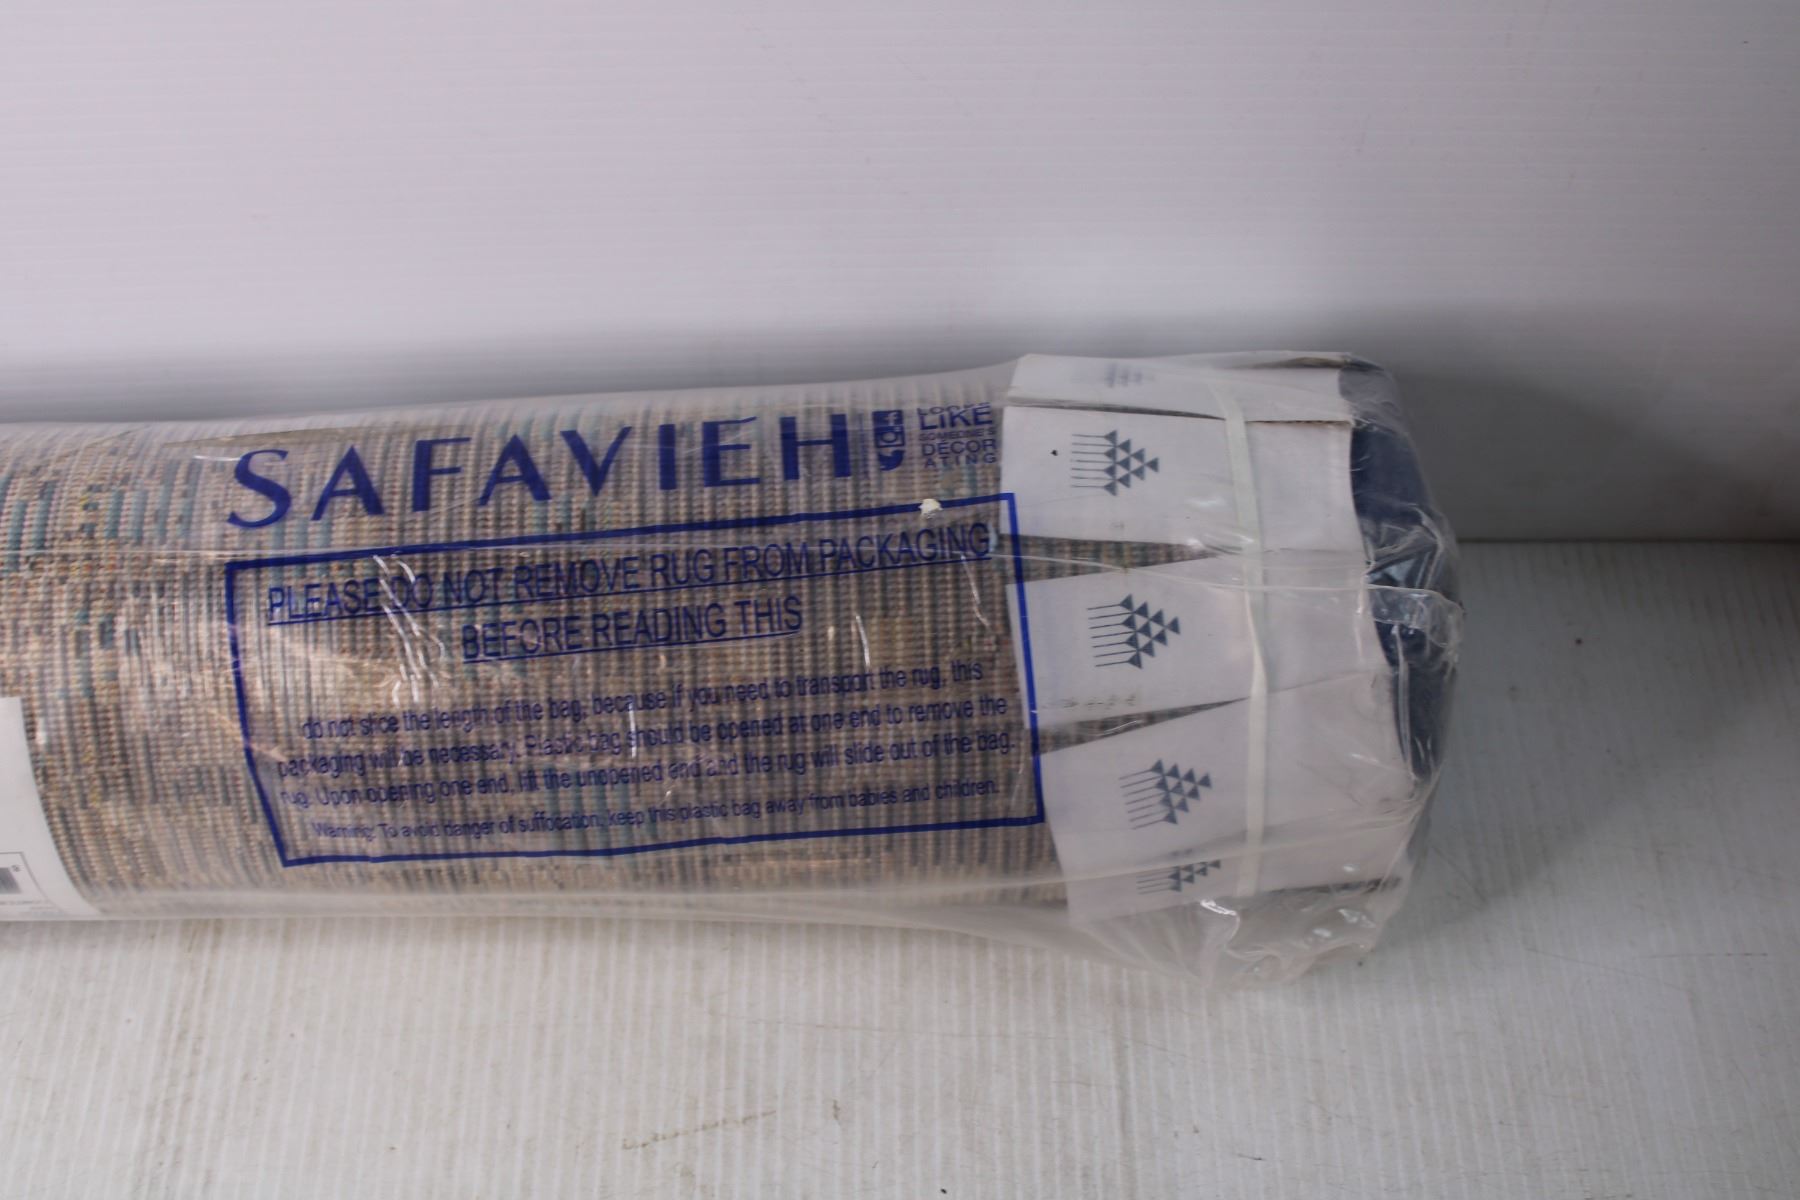 SAFAVIEH
LOOKS
LIKE
SOMEONE'S
DÉCOR
ATING
PLEASE DO NOT REMOVE RUG FROM PACKAGING
BEFORE READING THIS
do not slice the length of the bag, because if you need to transport the rug, this
packaging will be necessary. Plastic bag should be opened at one end to remove the
rug. Upon opening one end, lift the unopened end and the rug will slide out of the bag.
Warning: To avoid danger of suffocation, keep this plastic bag away from babies and children.